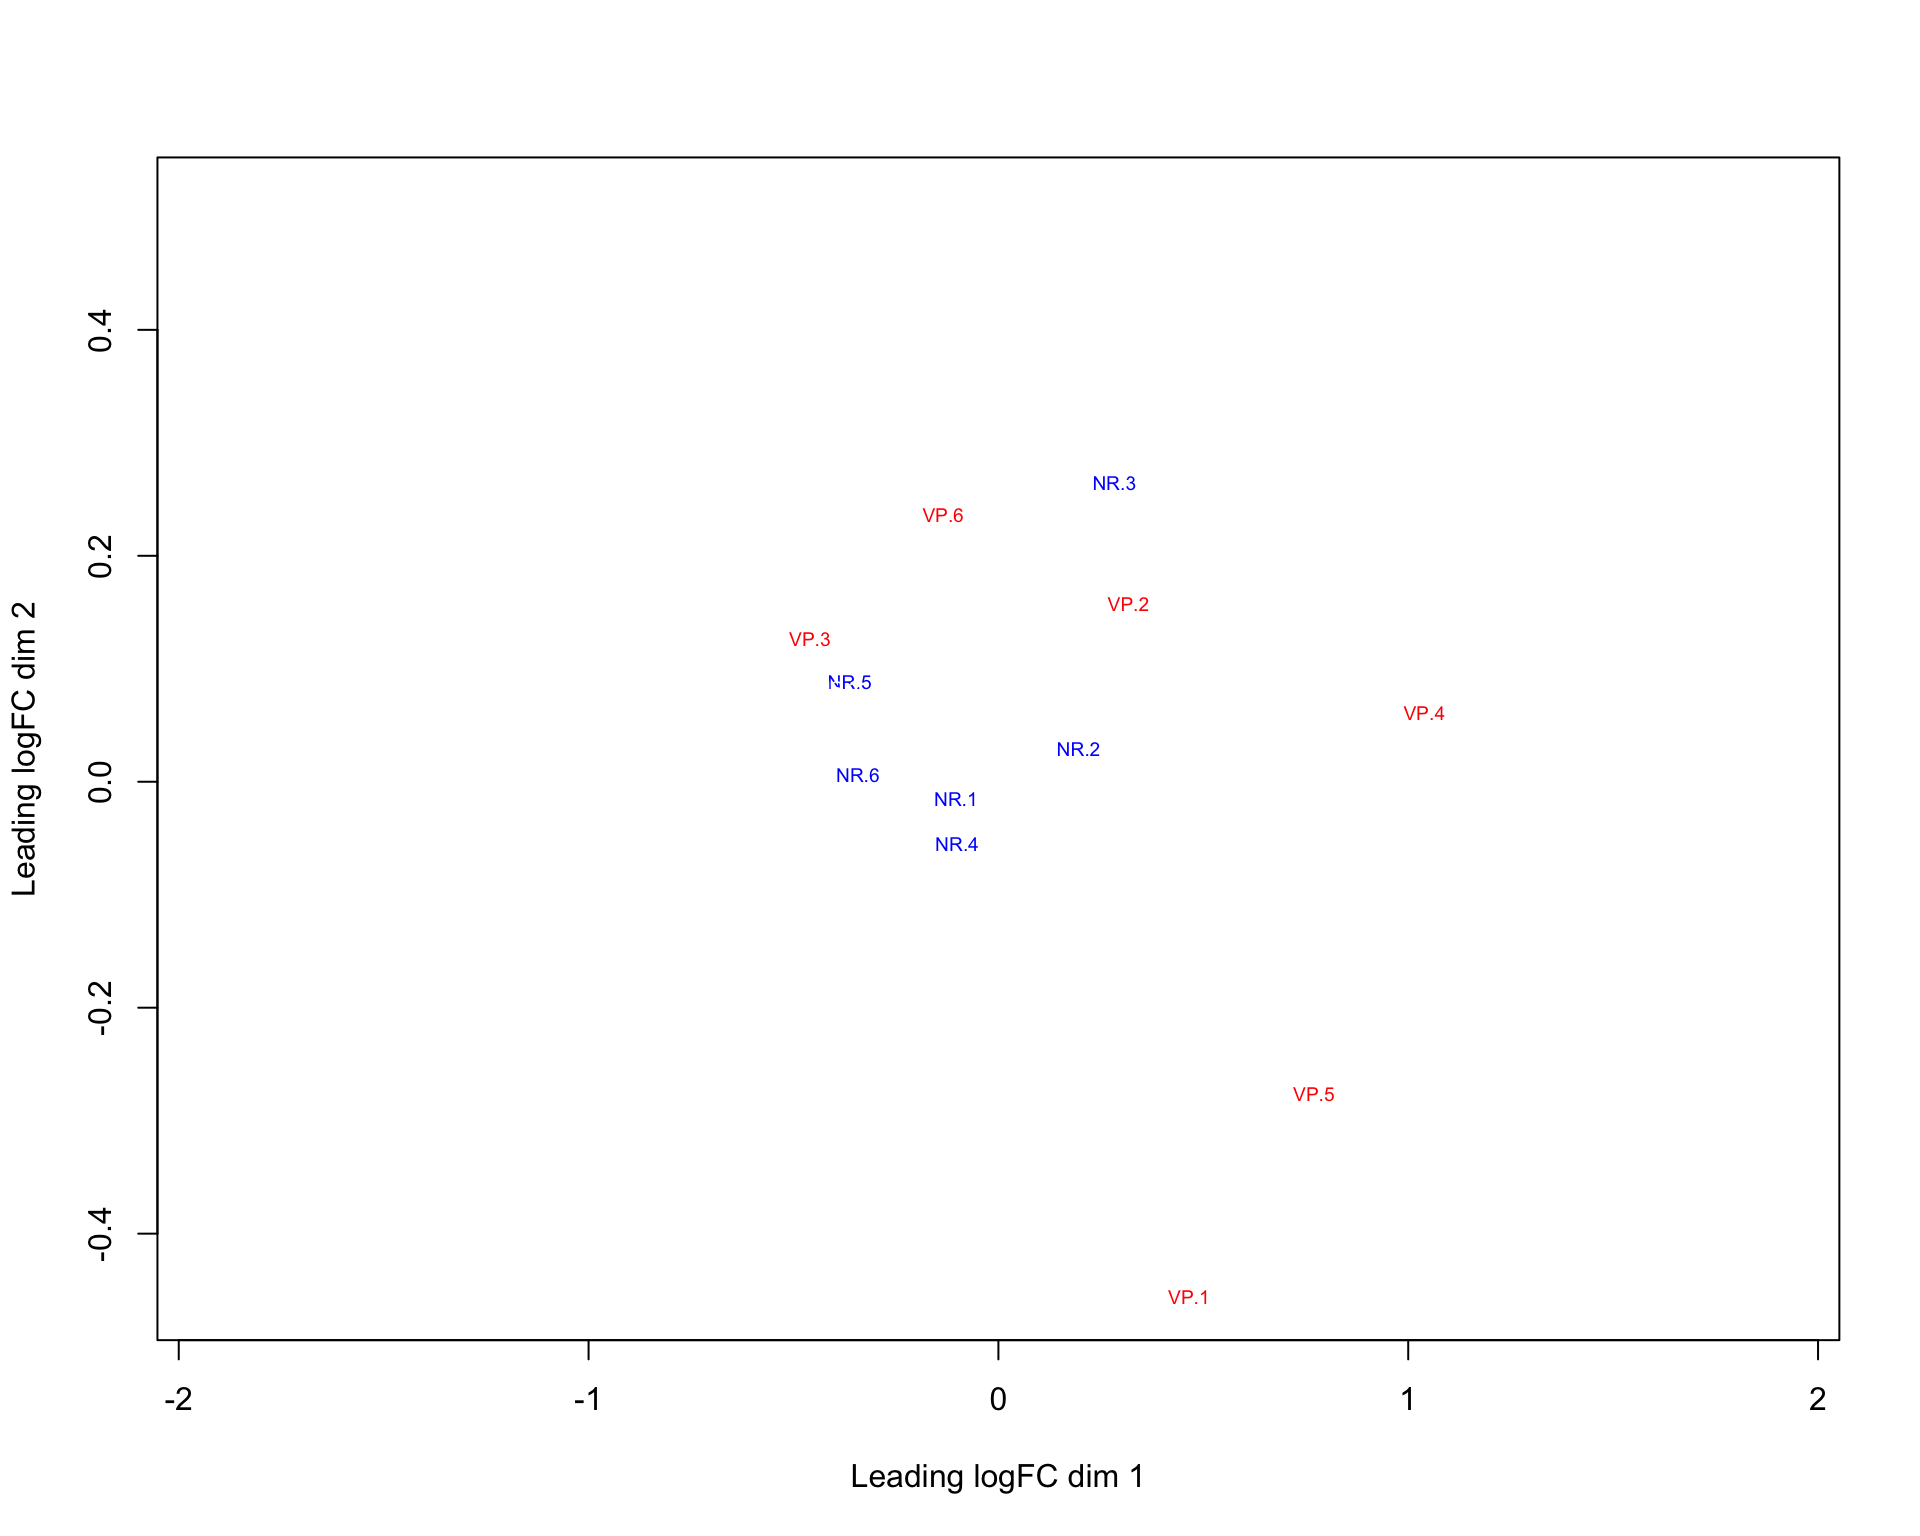 0.4
0.2
0.0
-0.2
-0.4
Leading logFC dim 2
NR.3
VP.6
VP.2
VP.3
NR.5
VP.4
NR.2
NR.6
NR.1
NR.4
VP.5
VP.1
-2 -1 0 1 2
Leading logFC dim 1